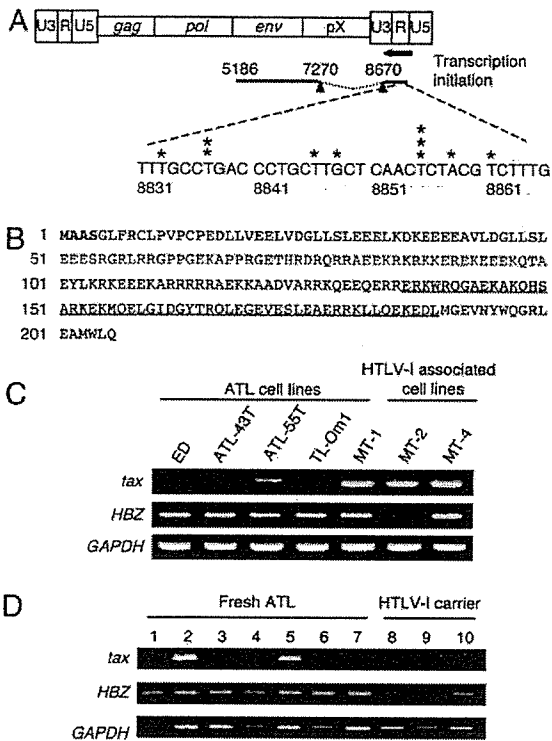 A
U3 R U5 gag pol env pX U3 R U5
5186 7270 8670 Transcription initiation
* * * * * * * * * *
TTTGCCTGAC CCTGCTTGCT CAACTCTACG TCTTTG
8831 8841 8851 8861
B
1 MAASGLFRCLPVPCPEDLLVEELVDGLLSLEEELKDKEEEEAVLDGLLSL
51 EEESRGRLRRGPPGEKAPPRGETHRDRQRRAEEKRKRKKEREKEEEKQTA
101 EYLKRKEEEKARRRRRAEKKAADVARRKQEEQERRERKWRQGAEKAKQHS
151 ARKEKMQELGIDGYTRQLEGEVESLEAERRKLLQEKEDLMGEVNYWQGRL
201 EAMWLQ
C
ATL cell lines
HTLV-I associated cell lines
ED ATL-43T ATL-55T TL-Om1 MT-1 MT-2 MT-4
tax
HBZ
GAPDH
D
Fresh ATL HTLV-I carrier
1 2 3 4 5 6 7 8 9 10
tax
HBZ
GAPDH